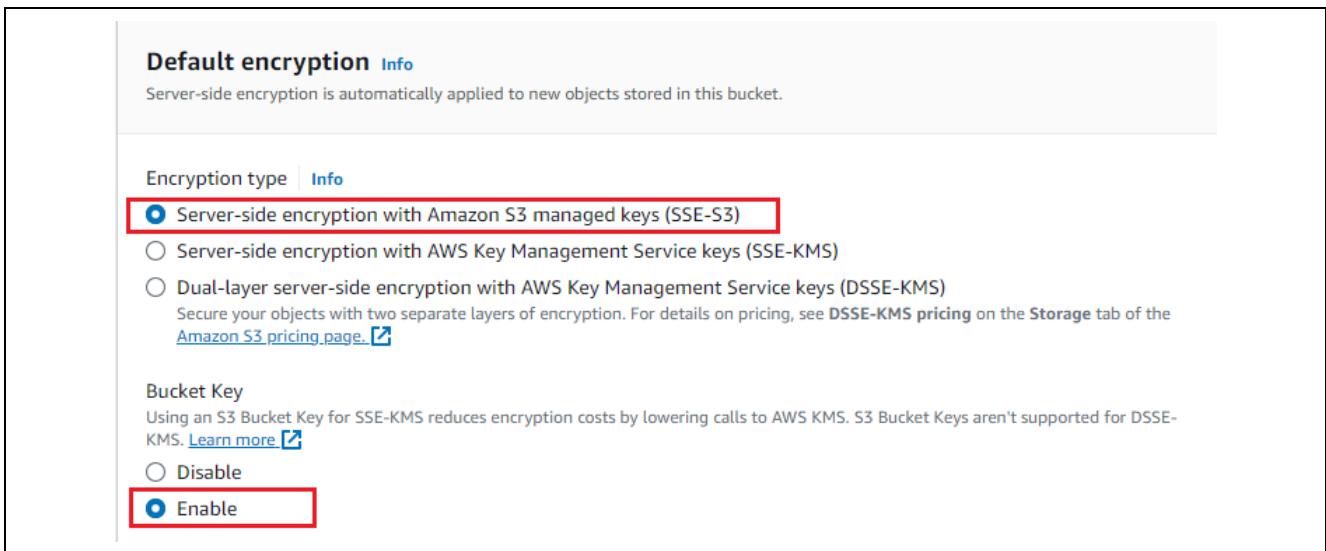 Default encryption Info
Server-side encryption is automatically applied to new objects stored in this bucket.
Encryption type Info
Server-side encryption with Amazon S3 managed keys (SSE-S3)
Server-side encryption with AWS Key Management Service keys (SSE-KMS)
Dual-layer server-side encryption with AWS Key Management Service keys (DSSE-KMS)
Secure your objects with two separate layers of encryption. For details on pricing, see DSSE-KMS pricing on the Storage tab of the
Amazon S3 pricing page.
Bucket Key
Using an S3 Bucket Key for SSE-KMS reduces encryption costs by lowering calls to AWS KMS. S3 Bucket Keys aren't supported for DSSE-
KMS. Learn more
Disable
Enable